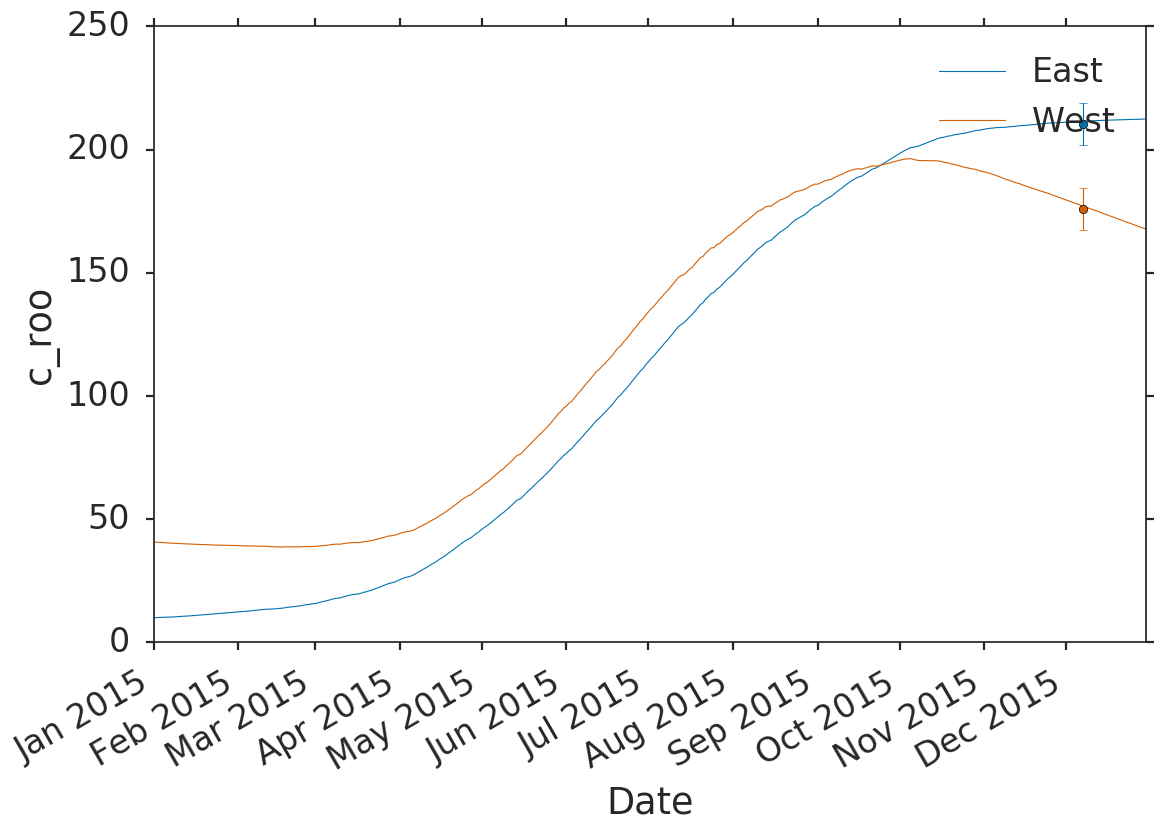 250
200
150
100
50
0
c_roo
East
West
Jan 2015
Feb 2015
Mar 2015
Apr 2015
May 2015
Jun 2015
Jul 2015
Aug 2015
Sep 2015
Oct 2015
Nov 2015
Dec 2015
Date